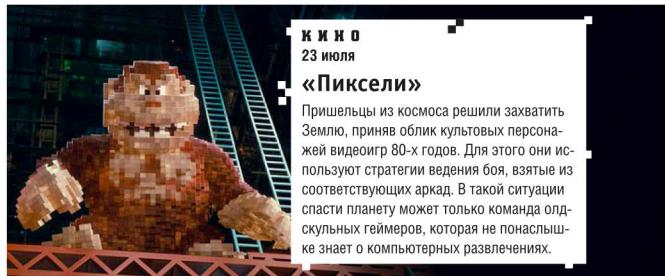 кино
23 июля
«Пиксели»
Пришельцы из космоса решили захватить
Землю, приняв облик культовых персона-
жей видеоигр 80-х годов. Для этого они ис-
пользуют стратегии ведения боя, взятые из
соответствующих аркад. В такой ситуации
спасти планету может только команда олд-
скульных геймеров, которая не понаслыш-
ке знает о компьютерных развлечениях.